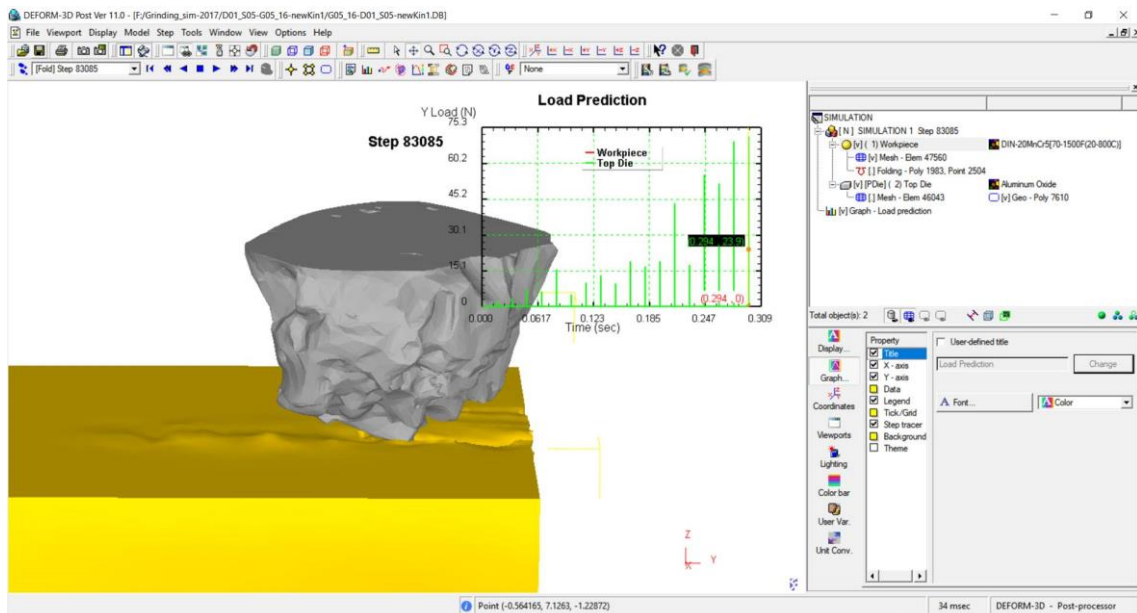 DEFORM-3D Post Ver 11.0 - [F:/Grinding_sim-2017/D01_S05-G05_16-newKin1/G05_16-D01_S05-newKin1.DB]
File Viewport Display Model Step Tools Window View Options Help
[Fold] Step 83085
None
Load Prediction
Y Load (N)
Step 83085
75.3
60.2
45.2
30.1
15.1
0
Workpiece
Top Die
(0.294 , 23.9)
(0.294 , 0)
0.000 0.0617 0.123 0.185 0.247 0.309
Time (sec)
Z
Y
X
SIMULATION
[ N ] SIMULATION 1 Step 83085
[v] ( 1) Workpiece DIN-20MnCr5[70-1500F(20-800C)]
[v] Mesh - Elem 47560
[ ] Folding - Poly 1983, Point 2504
[v] [PDie] ( 2) Top Die Aluminum Oxide
[ ] Mesh - Elem 46043 [v] Geo - Poly 7610
[v] Graph - Load prediction
Total object(s): 2
Display...
Graph...
Coordinates
Viewports
Lighting
Color bar
User Var.
Unit Conv.
Property
Title
X - axis
Y - axis
Data
Legend
Tick/Grid
Step tracer
Background
Theme
User-defined title
Load Prediction
Change
A Font...
Color
Point (-0.564165, 7.1263, -1.22872)
34 msec
DEFORM-3D - Post-processor